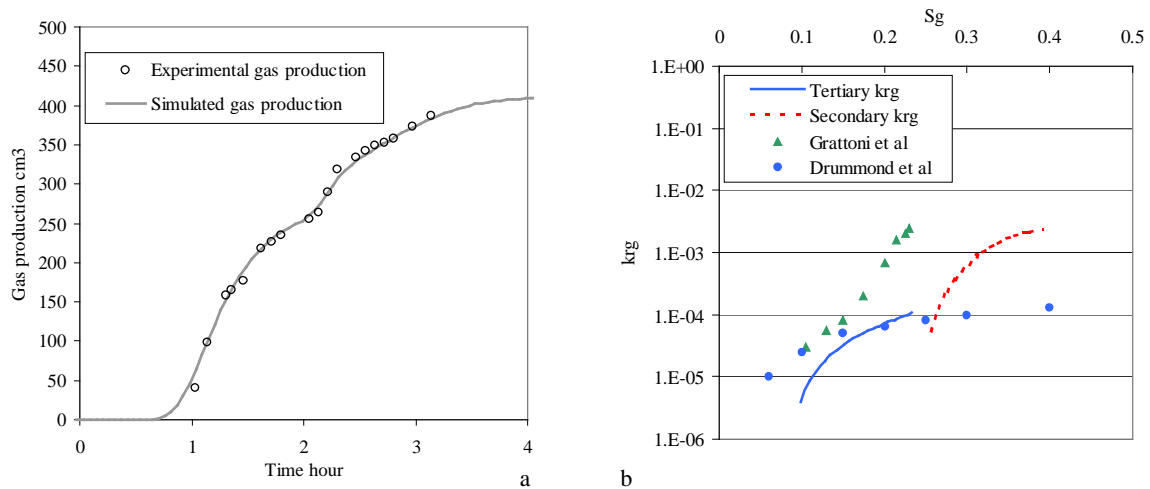 500
450
400
350
300
250
200
150
100
50
0
Gas production cm3
Experimental gas production
Simulated gas production
0 1 2 3 4
Time hour
a
Sg
0 0.1 0.2 0.3 0.4 0.5
1.E+00
1.E-01
1.E-02
1.E-03
1.E-04
1.E-05
1.E-06
krg
Tertiary krg
Secondary krg
Grattoni et al
Drummond et al
b